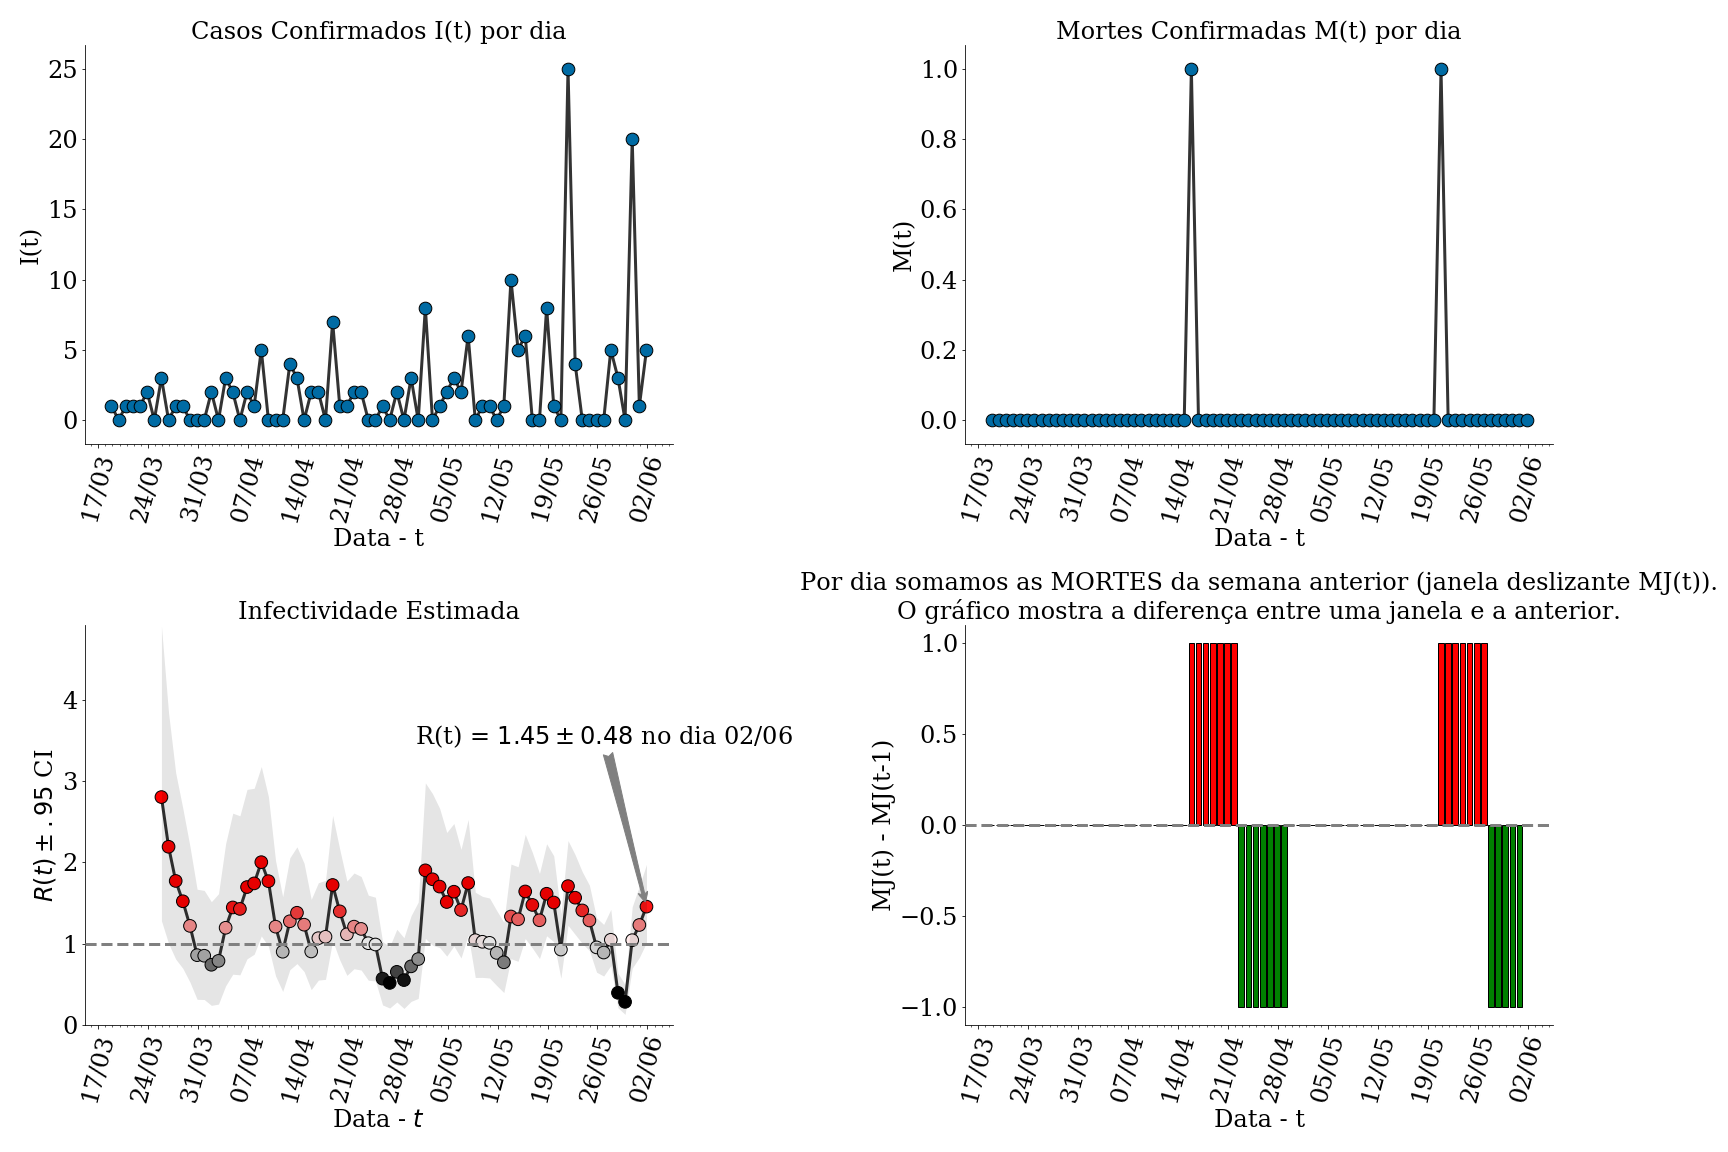 Casos Confirmados I(t) por dia
25
20
15
10
5
0
I(t)
17/03 24/03 31/03 07/04 14/04 21/04 28/04 05/05 12/05 19/05 26/05 02/06
Data - t
Mortes Confirmadas M(t) por dia
1.0
0.8
0.6
0.4
0.2
0.0
M(t)
17/03 24/03 31/03 07/04 14/04 21/04 28/04 05/05 12/05 19/05 26/05 02/06
Data - t
Infectividade Estimada
4
3
2
1
0
R(t) ± .95 CI
R(t) = 1.45 ± 0.48 no dia 02/06
17/03 24/03 31/03 07/04 14/04 21/04 28/04 05/05 12/05 19/05 26/05 02/06
Data - t
Por dia somamos as MORTES da semana anterior (janela deslizante MJ(t)).
O gráfico mostra a diferença entre uma janela e a anterior.
1.0
0.5
0.0
−0.5
−1.0
MJ(t) - MJ(t-1)
17/03 24/03 31/03 07/04 14/04 21/04 28/04 05/05 12/05 19/05 26/05 02/06
Data - t